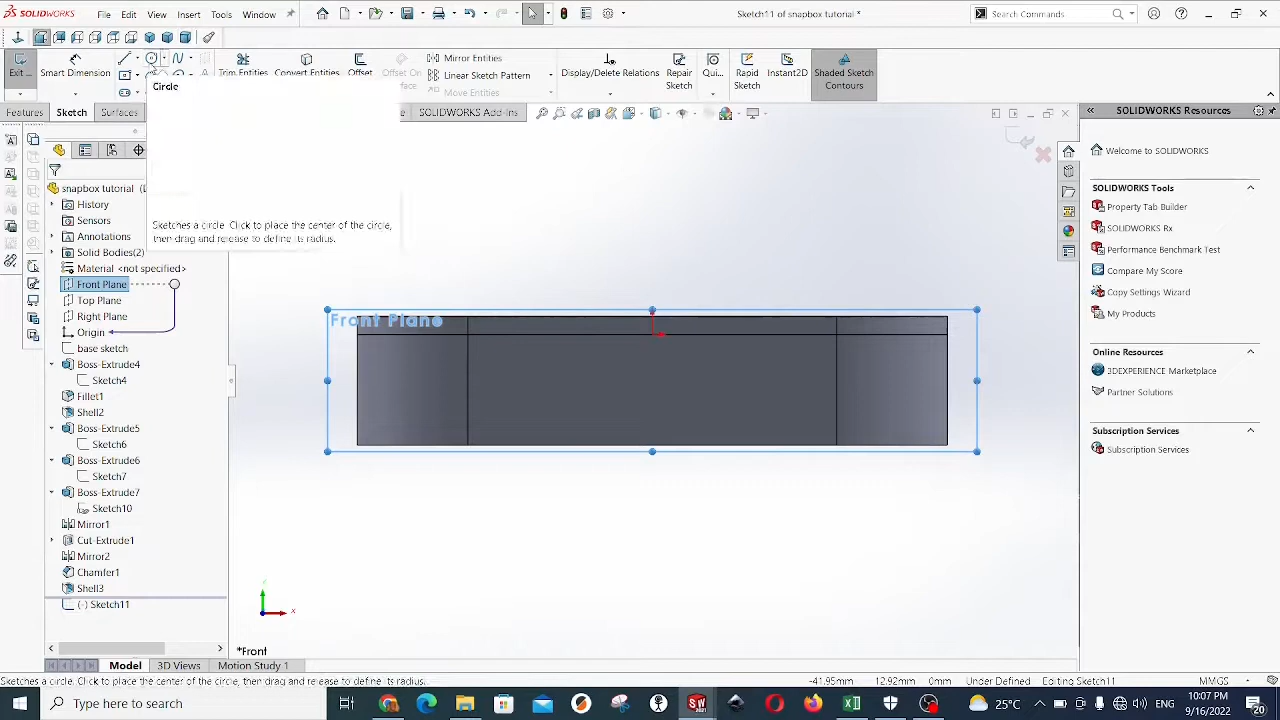 SOLIDWORKS
File
Edit
View
Insert
Tools
Window
Sketch11 of snapbox tutorial *
Search Commands
Exit ...
Smart Dimension
Trim Entities
Convert Entities
Offset
Offset On
Surface
Mirror Entities
Linear Sketch Pattern
Move Entities
Display/Delete Relations
Repair
Sketch
Qui...
Rapid
Sketch
Instant2D
Shaded Sketch
Contours
Circle
Sketches a circle. Click to place the center of the circle,
then drag and release to define its radius.
Features
Sketch
Surfaces
SOLIDWORKS Add-Ins
SOLIDWORKS Resources
snapbox tutorial (D
History
Sensors
Annotations
Solid Bodies(2)
Material <not specified>
Front Plane
Top Plane
Right Plane
Origin
base sketch
Boss-Extrude4
Sketch4
Fillet1
Shell2
Boss-Extrude5
Sketch6
Boss-Extrude6
Sketch7
Boss-Extrude7
Sketch10
Mirror1
Cut-Extrude1
Mirror2
Chamfer1
Shell3
(-) Sketch11
Front Plane
x
*Front
Welcome to SOLIDWORKS
SOLIDWORKS Tools
Property Tab Builder
SOLIDWORKS Rx
Performance Benchmark Test
Compare My Score
Copy Settings Wizard
My Products
Online Resources
3DEXPERIENCE Marketplace
Partner Solutions
Subscription Services
Subscription Services
Model
3D Views
Motion Study 1
Sketches a circle. Click to place the center of the circle, then drag and release to define its radius.
-41.95mm
12.92mm
0mm
Under Defined
Editing Sketch11
MMGS
Type here to search
25°C
ENG
10:07 PM
9/16/2022
20